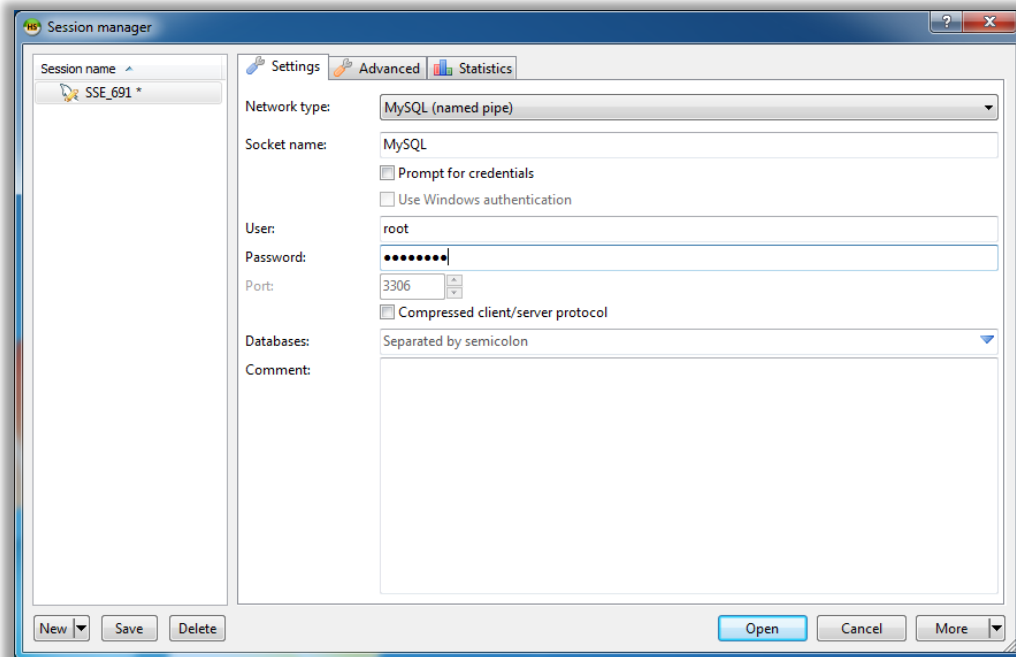 HS Session manager ?
Session name
SSE_691 *
Settings Advanced Statistics
Network type: MySQL (named pipe)
Socket name: MySQL
Prompt for credentials
Use Windows authentication
User: root
Password: ••••••••
Port: 3306
Compressed client/server protocol
Databases: Separated by semicolon
Comment:
New Save Delete Open Cancel More